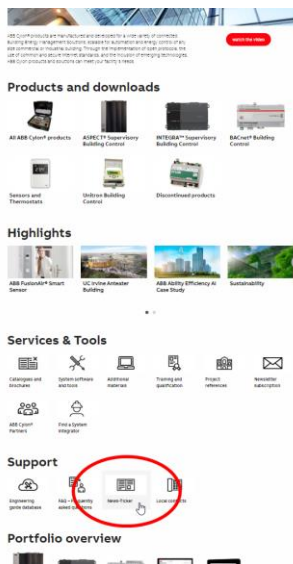 ABB Cylon® products are manufactured and developed for a wide variety of connected
building energy management solutions, scalable for automation and energy control of any
size commercial or industrial building. Through the implementation of open protocols, the
use of common and secure internet standards, and the inclusion of emerging technologies,
ABB Cylon products and solutions can meet your facility's needs.
Watch the video
Products and downloads
All ABB Cylon® products
ASPECT® Supervisory
Building Control
INTEGRA™ Supervisory
Building Control
BACnet® Building
Control
Sensors and
Thermostats
Unitron Building
Control
Discontinued products
Highlights
ABB FusionAir® Smart
Sensor
UC Irvine Anteater
Building
ABB Ability Efficiency AI
Case Study
Sustainability
Services & Tools
Catalogues and
brochures
System software
and tools
Additional
materials
Training and
qualification
Project
references
Newsletter
subscription
ABB Cylon®
Partners
Find a System
Integrator
Support
Engineering
guide database
FAQ - Frequently
asked questions
News-Ticker
Local contacts
Portfolio overview